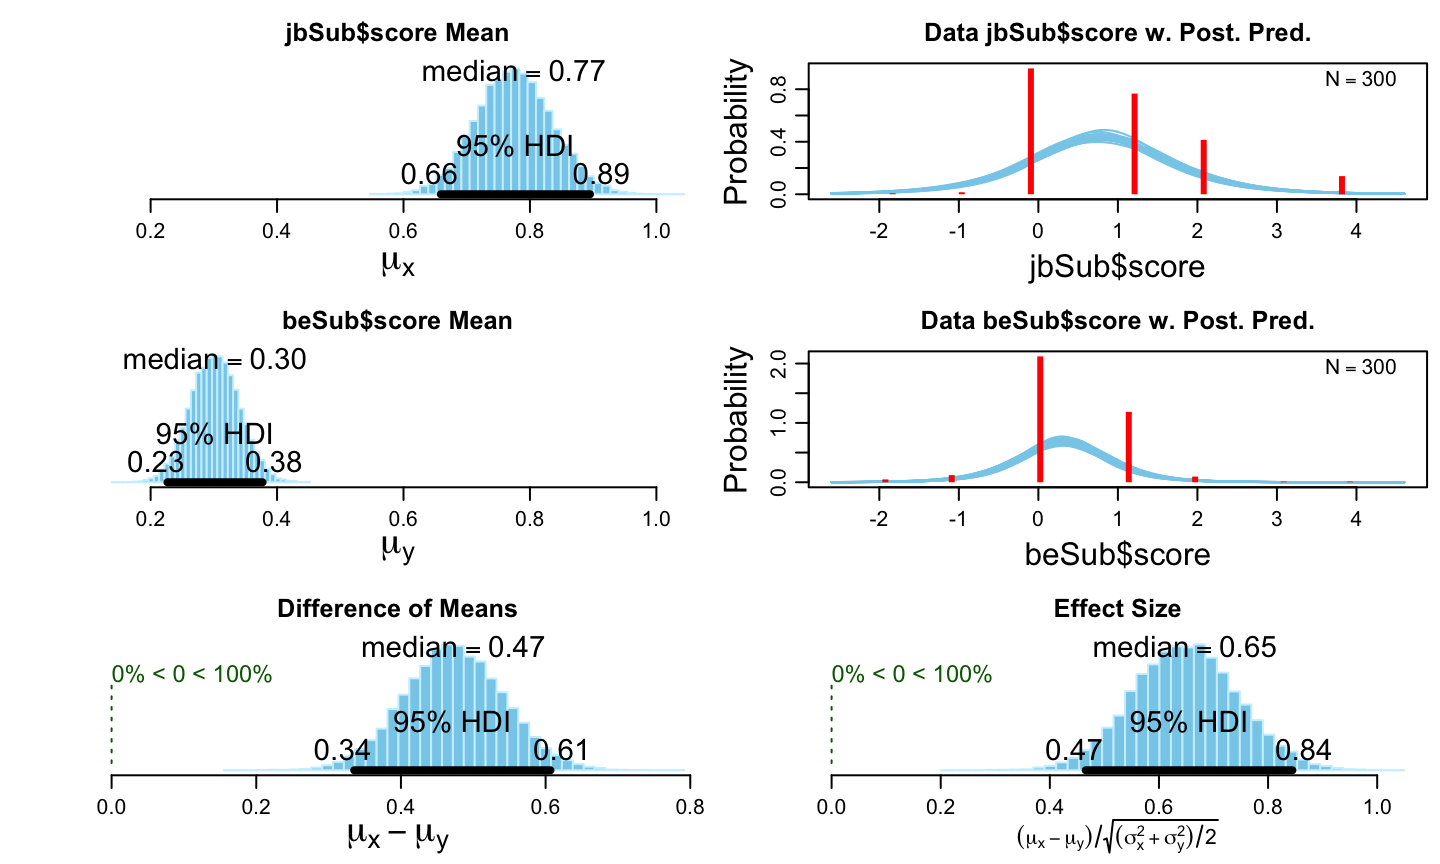 jbSub$score Mean
median = 0.77
95% HDI
0.66 0.89
0.2 0.4 0.6 0.8 1.0
μx
Data jbSub$score w. Post. Pred.
N = 300
Probability
0.0 0.4 0.8
-2 -1 0 1 2 3 4
jbSub$score
beSub$score Mean
median = 0.30
95% HDI
0.23 0.38
0.2 0.4 0.6 0.8 1.0
μy
Data beSub$score w. Post. Pred.
N = 300
Probability
0.0 1.0 2.0
-2 -1 0 1 2 3 4
beSub$score
Difference of Means
median = 0.47
0% < 0 < 100%
95% HDI
0.34 0.61
0.0 0.2 0.4 0.6 0.8
μx − μy
Effect Size
median = 0.65
0% < 0 < 100%
95% HDI
0.47 0.84
0.0 0.2 0.4 0.6 0.8 1.0
(μx − μy)/√(σx² + σy²)/2